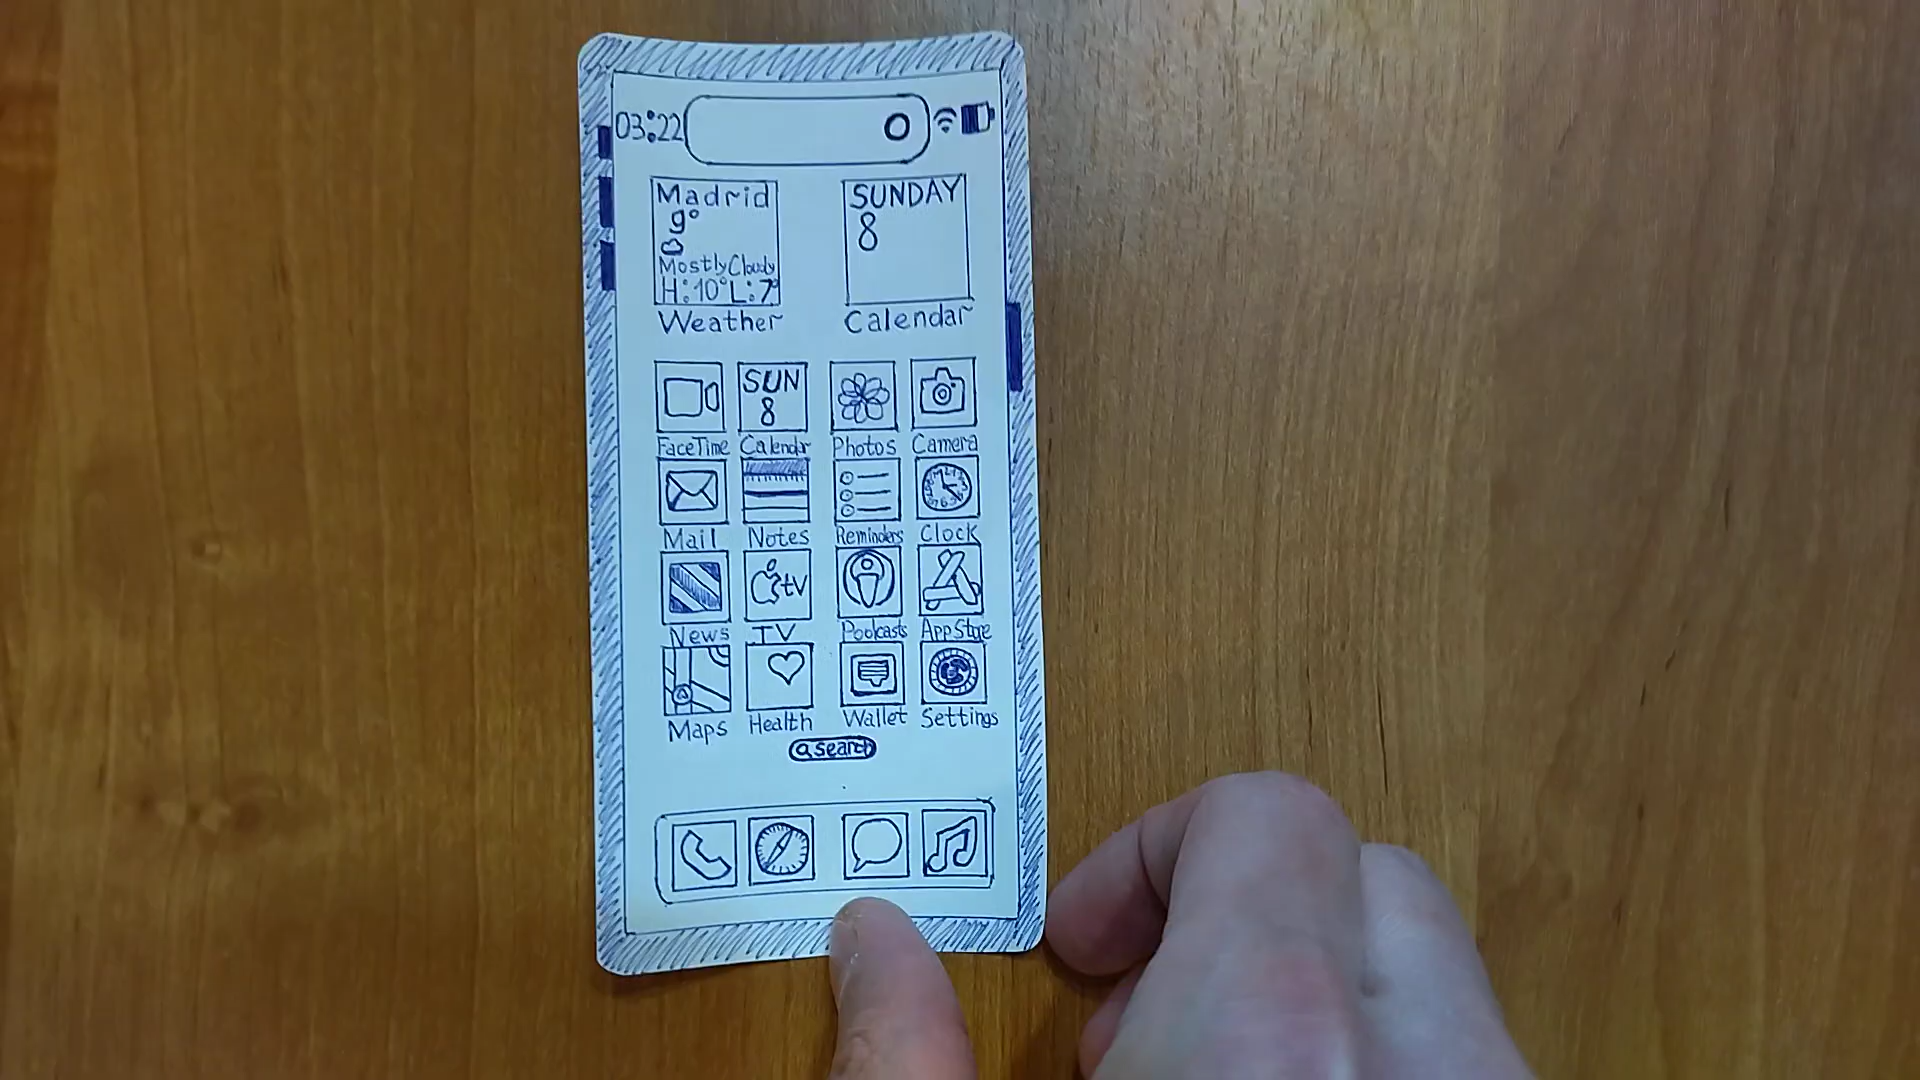 03:22
Madrid
9°
Mostly Cloudy
H:10° L:7°
Weather
SUNDAY
8
Calendar
SUN
8
FaceTime Calendar Photos Camera
Mail Notes Reminders Clock
tv
News TV Podcasts App Store
Maps Health Wallet Settings
search